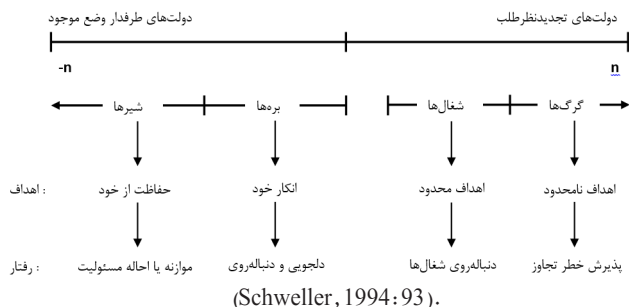 دولت‌های تجدیدنظرطلب دولت‌های طرفدار وضع موجود
n -n
گرگ‌ها شغال‌ها بره‌ها شیرها
اهداف نامحدود اهداف محدود انکار خود حفاظت از خود اهداف :
پذیرش خطر تجاوز دنباله‌روی شغال‌ها دلجویی و دنباله‌روی موازنه یا احاله مسئولیت رفتار :
(Schweller, 1994:93).